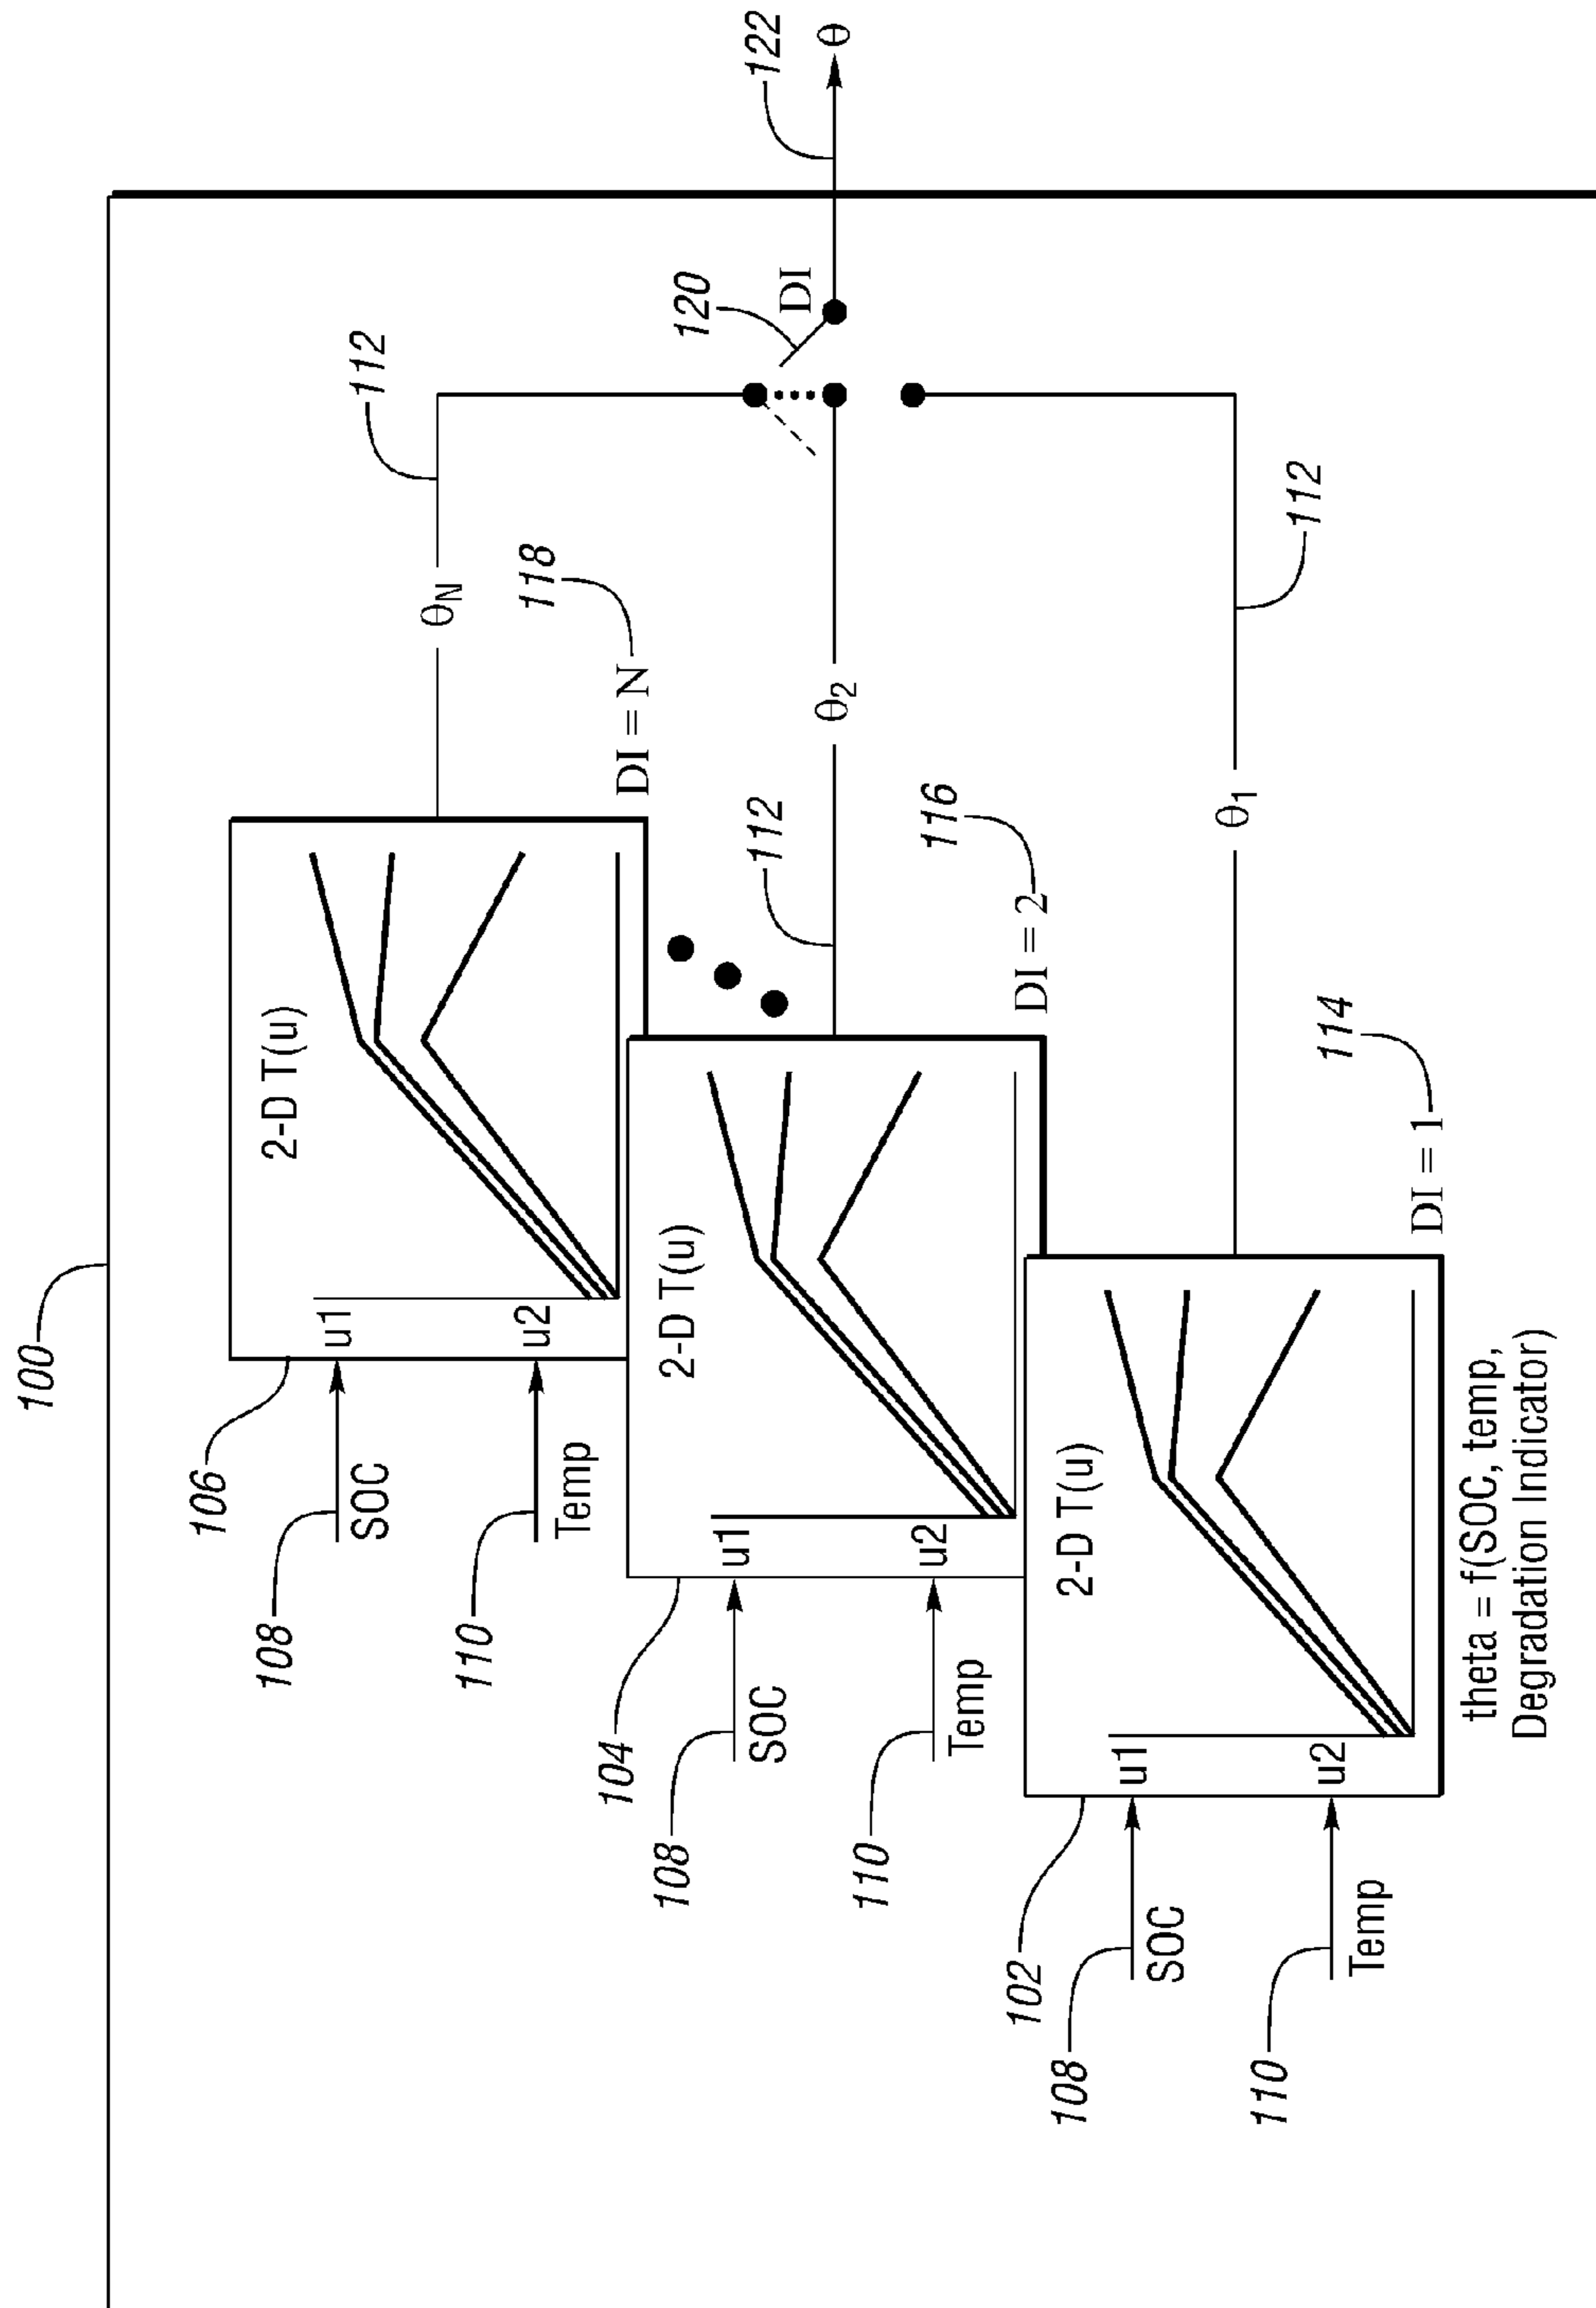 100
106
108
SOC
110
Temp
u1
u2
2-D T(u)
θN
112
DI = N
118
104
108
SOC
110
Temp
u1
u2
2-D T(u)
112
θ2
DI = 2
116
120
DI
122
θ
102
108
SOC
110
Temp
u1
u2
2-D T(u)
θ1
112
DI = 1
114
theta = f(SOC, temp,
Degradation Indicator)